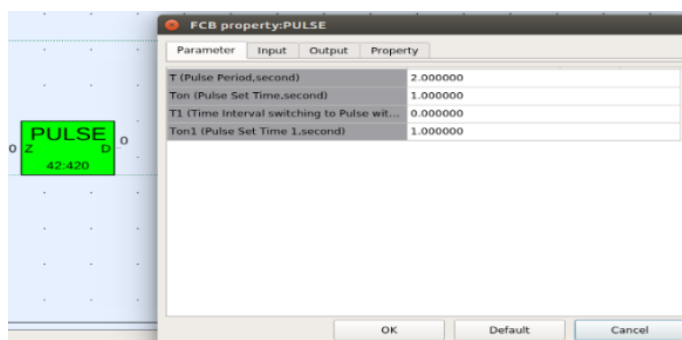 FCB property:PULSE
Parameter Input Output Property
T (Pulse Period,second) 2.000000
Ton (Pulse Set Time,second) 1.000000
T1 (Time Interval switching to Pulse wit... 0.000000
Ton1 (Pulse Set Time 1,second) 1.000000
PULSE
0 Z D 0
42:420
OK Default Cancel